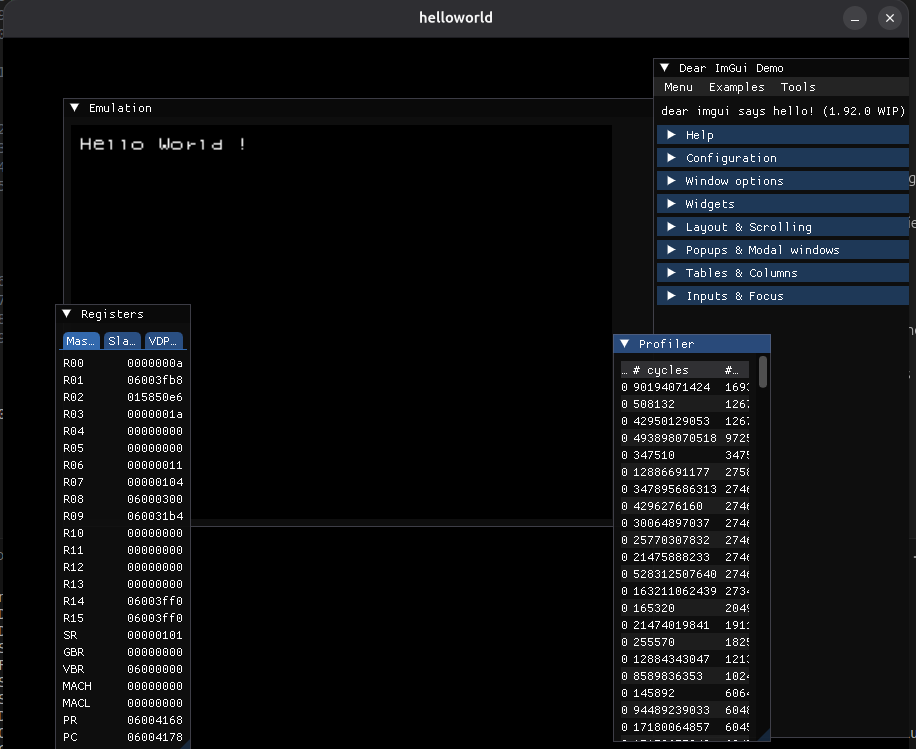 helloworld
Dear ImGui Demo
Menu Examples Tools
dear imgui says hello! (1.92.0 WIP)
Help
Configuration
Window options
Widgets
Layout & Scrolling
Popups & Modal windows
Tables & Columns
Inputs & Focus
Emulation
Hello World !
Registers
Mas… Sla… VDP…
R00 0000000a
R01 06003fb8
R02 015850e6
R03 0000001a
R04 00000000
R05 00000000
R06 00000011
R07 00000104
R08 06000300
R09 060031b4
R10 00000000
R11 00000000
R12 00000000
R13 00000000
R14 06003ff0
R15 06003ff0
SR 00000101
GBR 00000000
VBR 06000000
MACH 00000000
MACL 00000000
PR 06004168
PC 06004178
Profiler
… # cycles #…
0 90194071424 1693
0 508132 1267
0 42950129053 1267
0 493898070518 9725
0 347510 3475
0 12886691177 2758
0 347895686313 2746
0 4296276160 2746
0 30064897037 2746
0 25770307832 2746
0 21475888233 2746
0 528312507640 2746
0 163211062439 2734
0 165320 2049
0 21474019841 1911
0 255570 1825
0 12884343047 1213
0 8589836353 1024
0 145892 6064
0 94489239033 6048
0 17180064857 6045